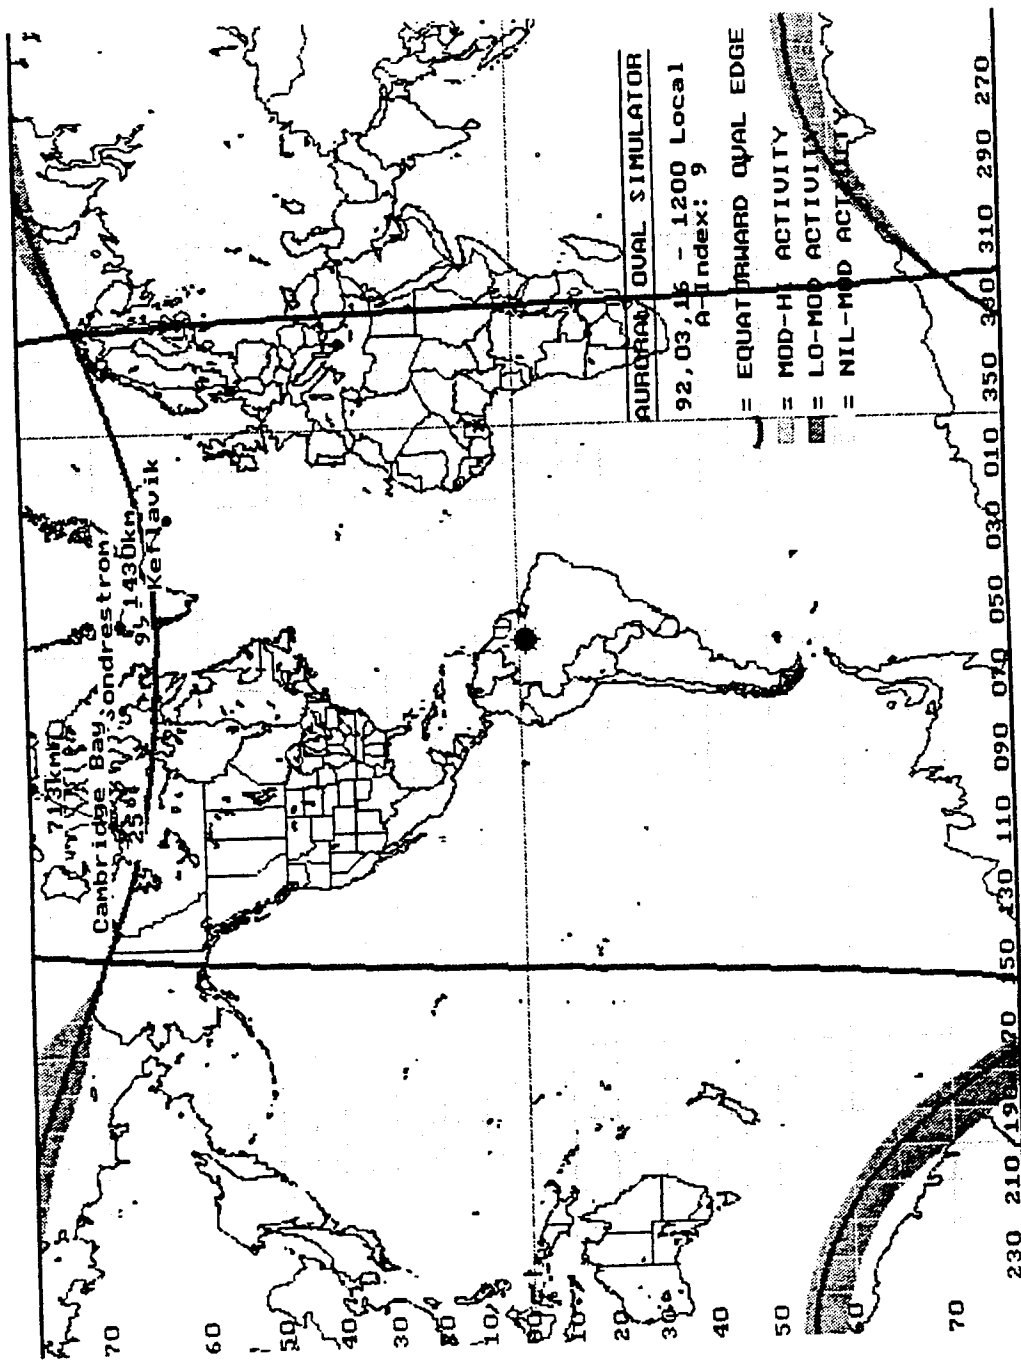 713km
Cambridge Bay
Sondrestrom
1430km
Keflavik
AURORAL OVAL SIMULATOR
92,03,16 - 1200 Local
A-Index: 9
= EQUATORWARD OVAL EDGE
= MOD-HI ACTIVITY
= LO-MOD ACTIVITY
= NIL-MOD ACTIVITY
70
60
50
40
30
20
10
00
10
20
30
40
50
60
70
230 210 190 170 150 130 110 090 070 050 030 010 350 330 310 290 270